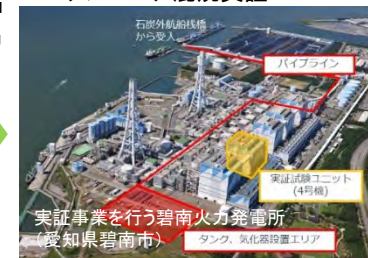 石炭外航船桟橋
から受入
パイプライン
実証試験ユニット
(4号機)
実証事業を行う碧南火力発電所
(愛知県碧南市)
タンク、気化器設置エリア